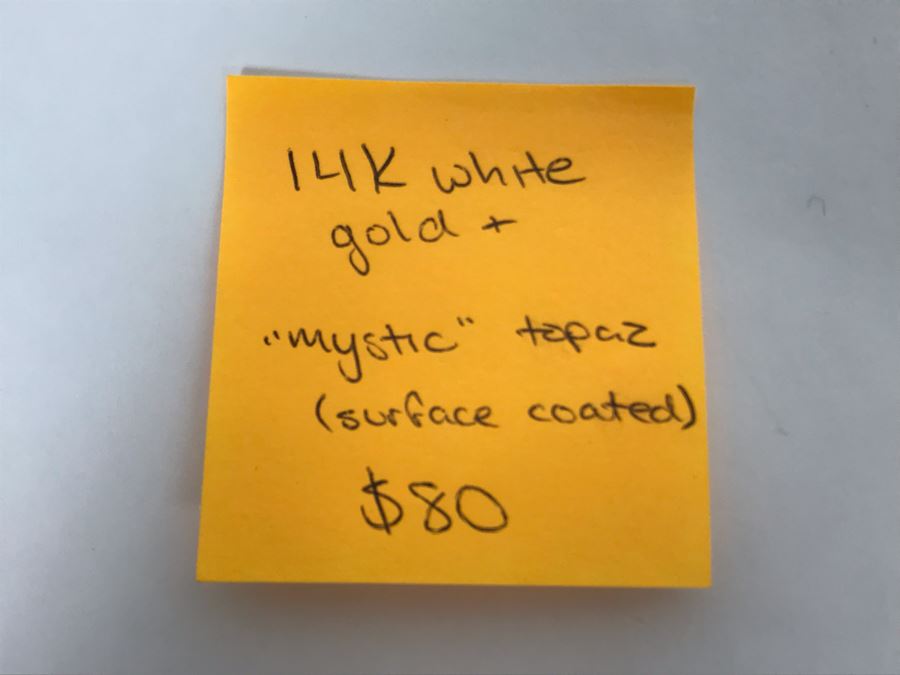 14K white
gold +
"mystic" topaz
(surface coated)
$80